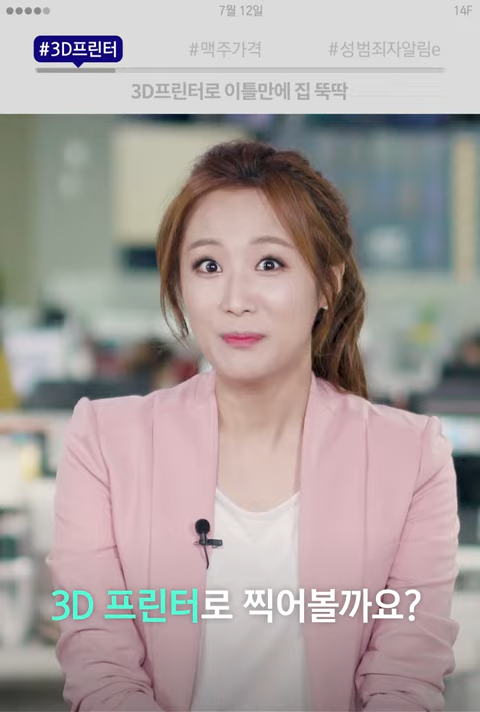 7월 12일
14F
#3D프린터
#맥주가격
#성범죄자알림e
3D프린터로 이틀만에 집 뚝딱
3D 프린터로 찍어볼까요?